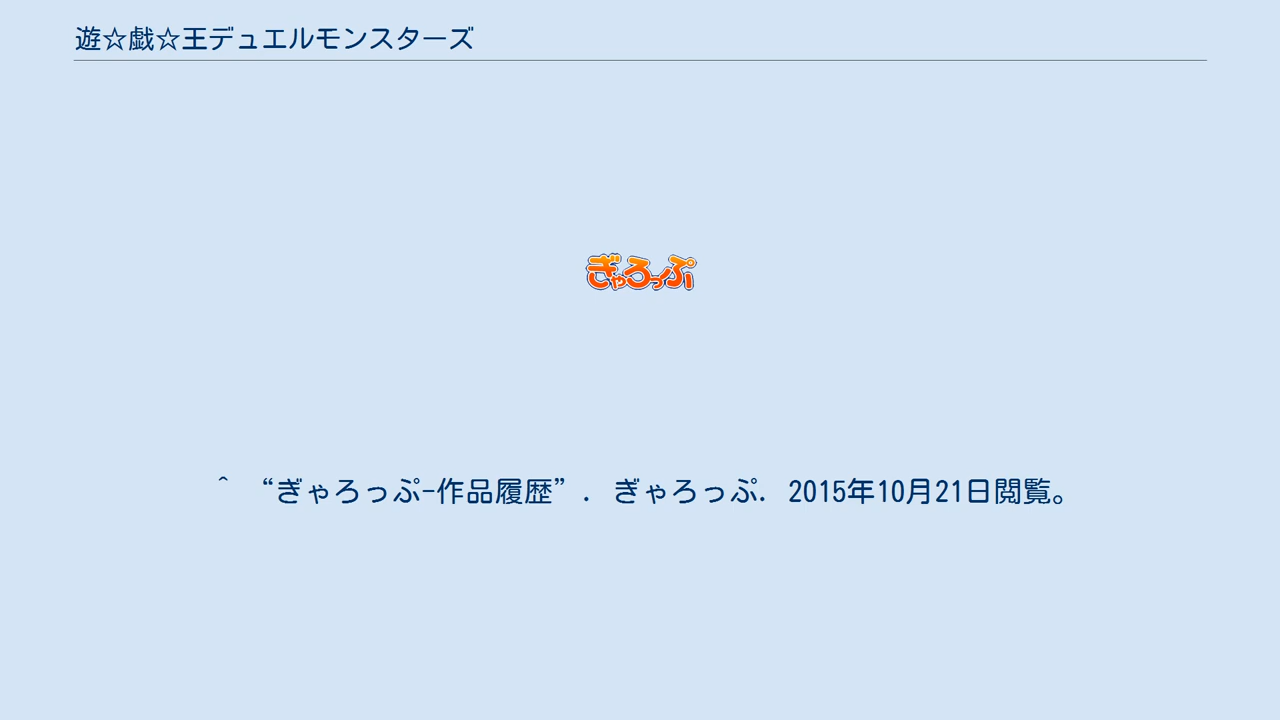 遊☆戯☆王デュエルモンスターズ
ぎゃろっぷ
^ “ぎゃろっぷ-作品履歴”. ぎゃろっぷ. 2015年10月21日閲覧。